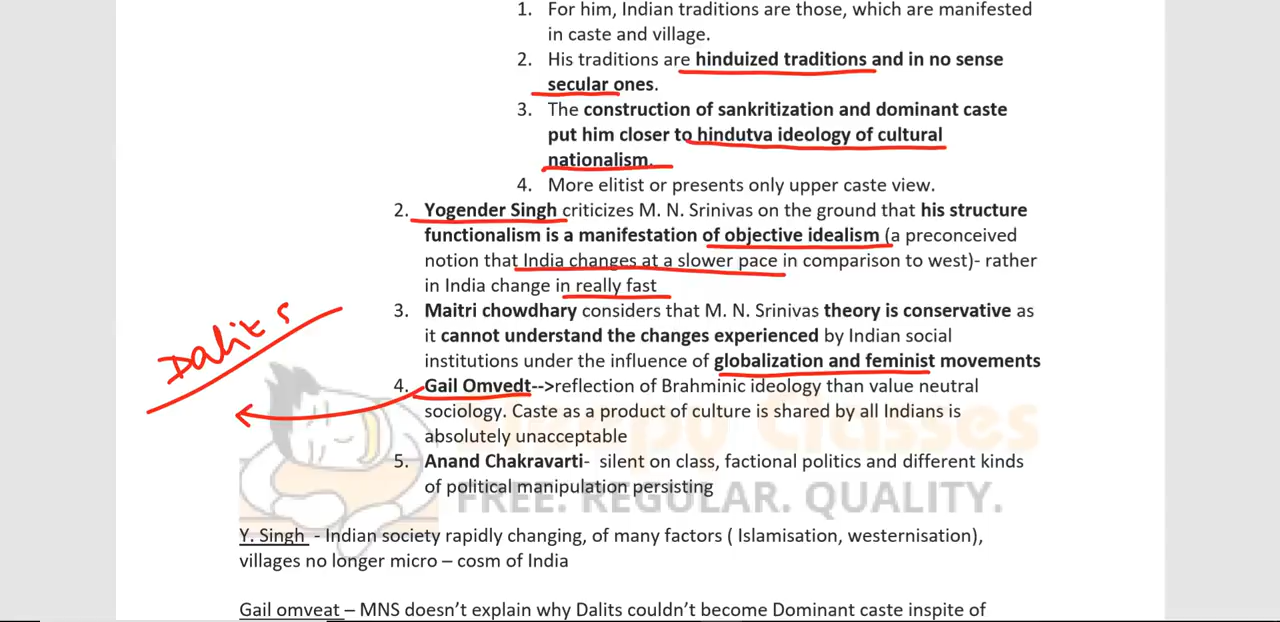 1. For him, Indian traditions are those, which are manifested
in caste and village.
2. His traditions are hinduized traditions and in no sense
secular ones.
3. The construction of sankritization and dominant caste
put him closer to hindutva ideology of cultural
nationalism.
4. More elitist or presents only upper caste view.
2. Yogender Singh criticizes M. N. Srinivas on the ground that his structure
functionalism is a manifestation of objective idealism (a preconceived
notion that India changes at a slower pace in comparison to west)- rather
in India change in really fast
3. Maitri chowdhary considers that M. N. Srinivas theory is conservative as
it cannot understand the changes experienced by Indian social
institutions under the influence of globalization and feminist movements
Dalits
4. Gail Omvedt-->reflection of Brahminic ideology than value neutral
sociology. Caste as a product of culture is shared by all Indians is
absolutely unacceptable
5. Anand Chakravarti- silent on class, factional politics and different kinds
of political manipulation persisting
FREE. REGULAR. QUALITY.
Y. Singh - Indian society rapidly changing, of many factors ( Islamisation, westernisation),
villages no longer micro – cosm of India
Gail omveat – MNS doesn't explain why Dalits couldn't become Dominant caste inspite of